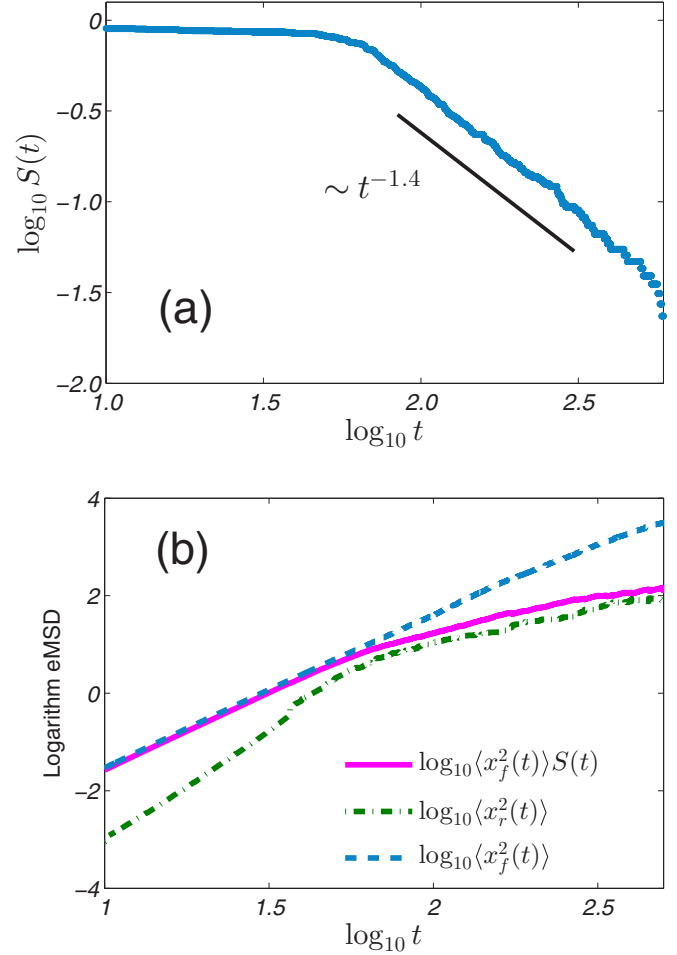 0
−0.5
−1.0
−1.5
−2.0
log₁₀ S(t)
∼ t^{−1.4}
(a)
1.0 1.5 2.0 2.5
log₁₀ t
4
2
0
−2
−4
Logarithm eMSD
(b)
log₁₀⟨x_f^2(t)⟩S(t)
log₁₀⟨x_r^2(t)⟩
log₁₀⟨x_f^2(t)⟩
1 1.5 2 2.5
log₁₀ t